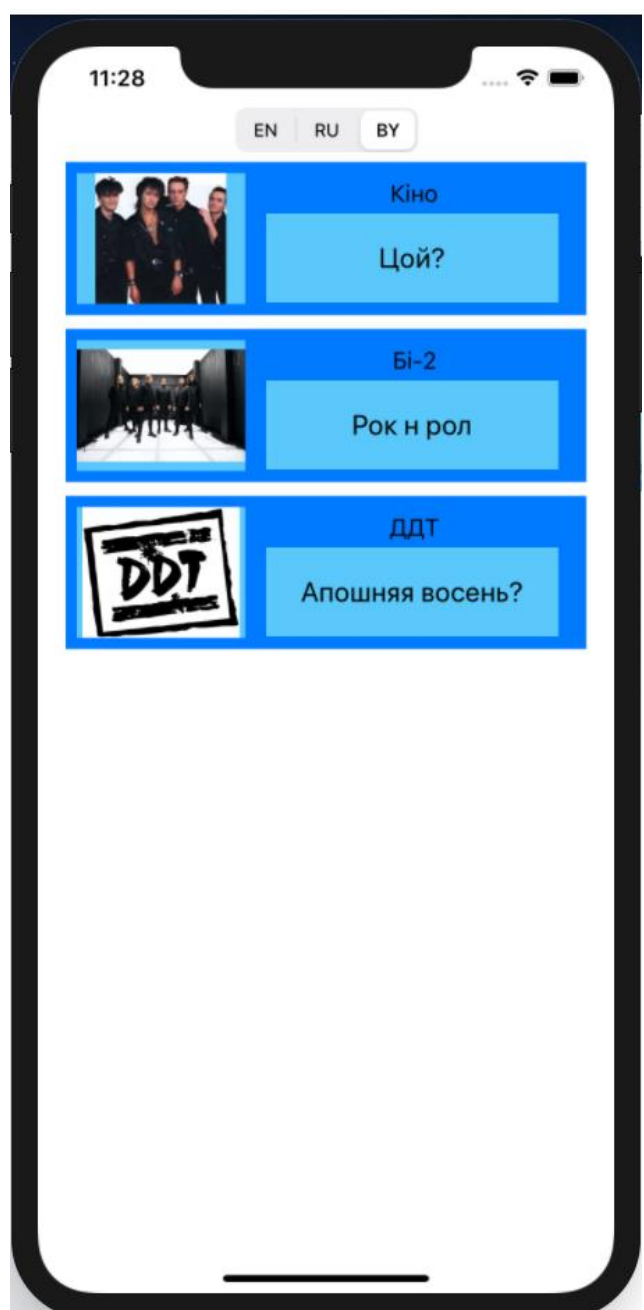 11:28
EN RU BY
Кіно
Цой?
Бі-2
Рок н рол
ДДТ
DDT
Апошняя восень?